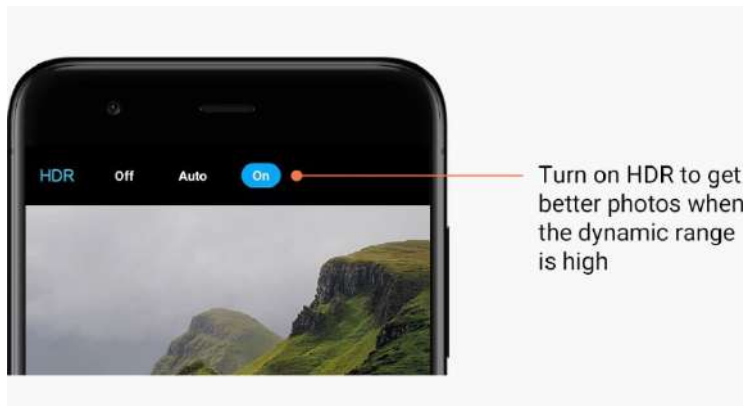 HDR Off Auto On
Turn on HDR to get
better photos when
the dynamic range
is high